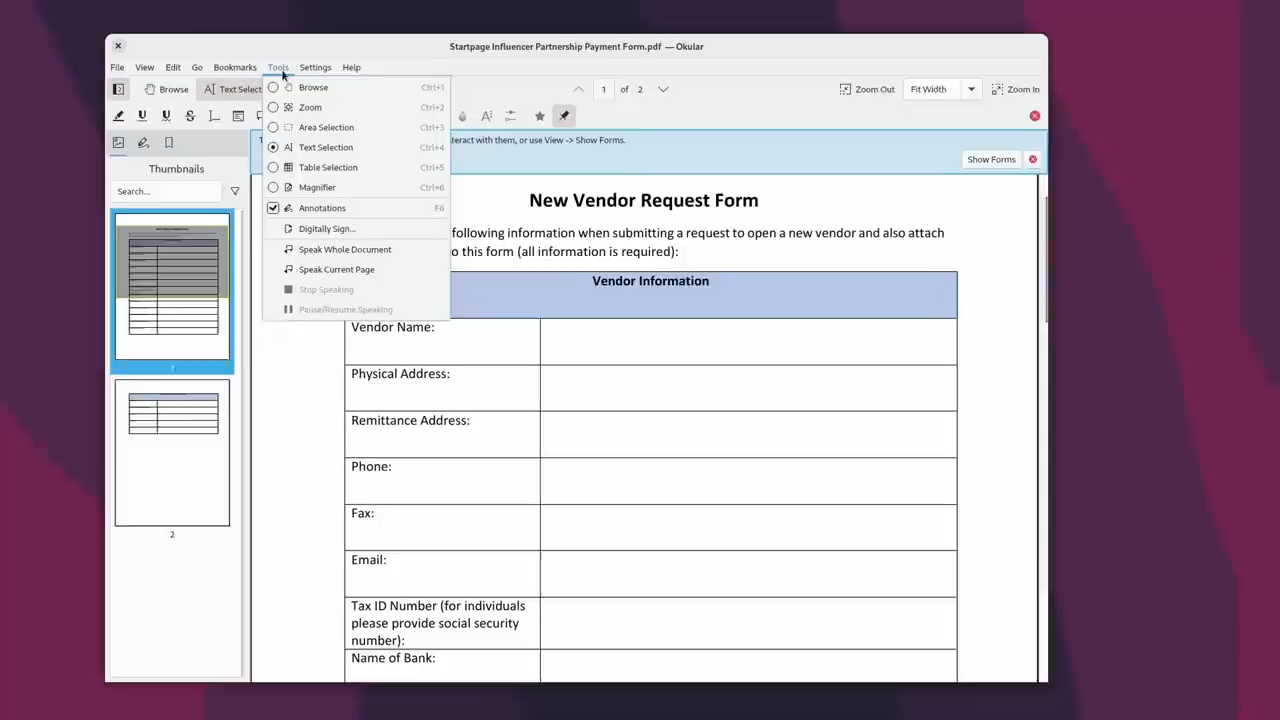 Startpage Influencer Partnership Payment Form.pdf — Okular
File View Edit Go Bookmarks Tools Settings Help
Browse Text Select 1 of 2 Zoom Out Fit Width Zoom In
Browse Ctrl+1
Zoom Ctrl+2
Area Selection Ctrl+3
Text Selection Ctrl+4
Table Selection Ctrl+5
Magnifier Ctrl+6
Annotations F6
Digitally Sign...
Speak Whole Document
Speak Current Page
Stop Speaking
Pause/Resume Speaking
Thumbnails
Search...
1
2
with them, or use View -> Show Forms.
Show Forms
New Vendor Request Form
following information when submitting a request to open a new vendor and also attach
this form (all information is required):
Vendor Information
Vendor Name:
Physical Address:
Remittance Address:
Phone:
Fax:
Email:
Tax ID Number (for individuals
please provide social security
number):
Name of Bank: